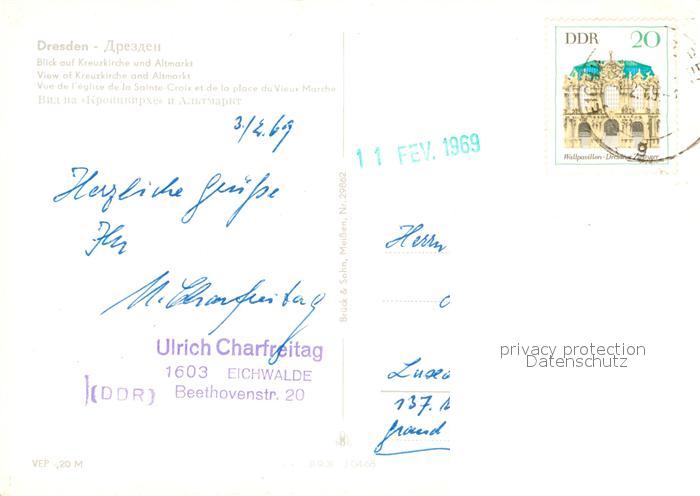 Dresden - Дрезден
Blick auf Kreuzkirche und Altmarkt
View of Kreuzkirche and Altmarkt
Vue de l'église de la Sainte-Croix et de la place du Vieux Marché
Вид на «Кройцкирхе» и Альтмаркт
3/2.69
Herzliche Grüße
Ihr
U. Charfreitag
Ulrich Charfreitag
1603 EICHWALDE
(DDR) Beethovenstr. 20
VEP -,20 M
Brück & Sohn, Meißen, Nr. 29862
11 FEV. 1969
DDR 20
Wallpavillon - Dresdner Zwinger
Herrn
privacy protection
Datenschutz
137.
Grand